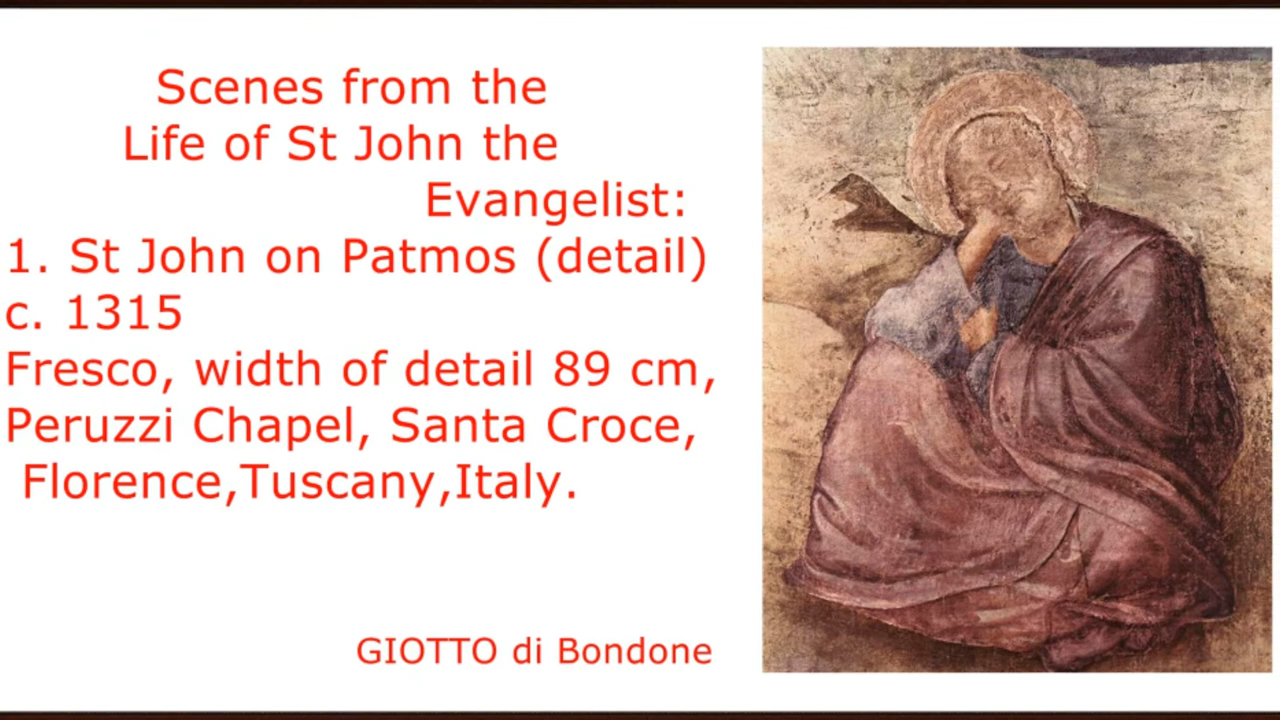 Scenes from the
Life of St John the
Evangelist:
1. St John on Patmos (detail)
c. 1315
Fresco, width of detail 89 cm,
Peruzzi Chapel, Santa Croce,
Florence,Tuscany,Italy.
GIOTTO di Bondone